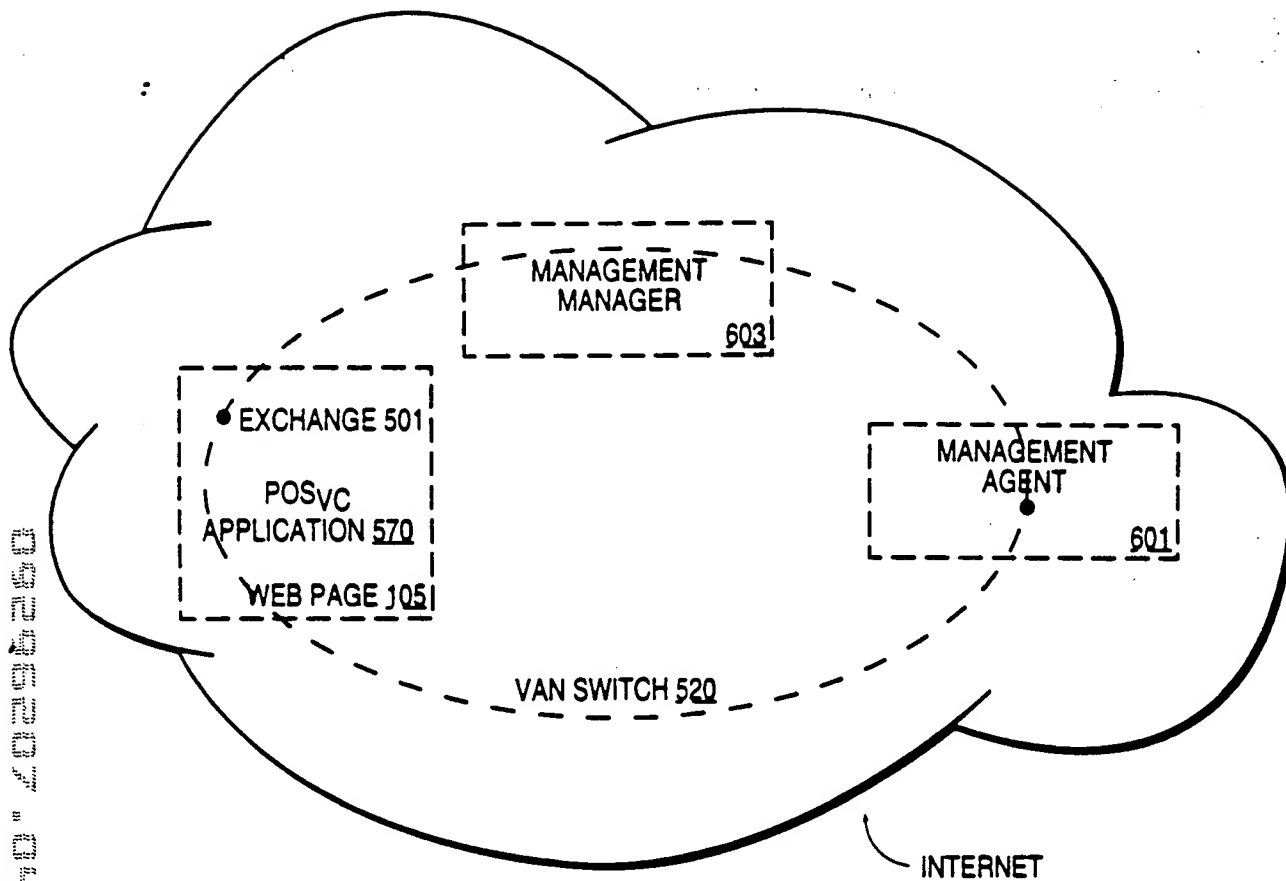 MANAGEMENT
MANAGER
603
EXCHANGE 501
POSVC
APPLICATION 570
WEB PAGE 105
MANAGEMENT
AGENT
601
VAN SWITCH 520
INTERNET